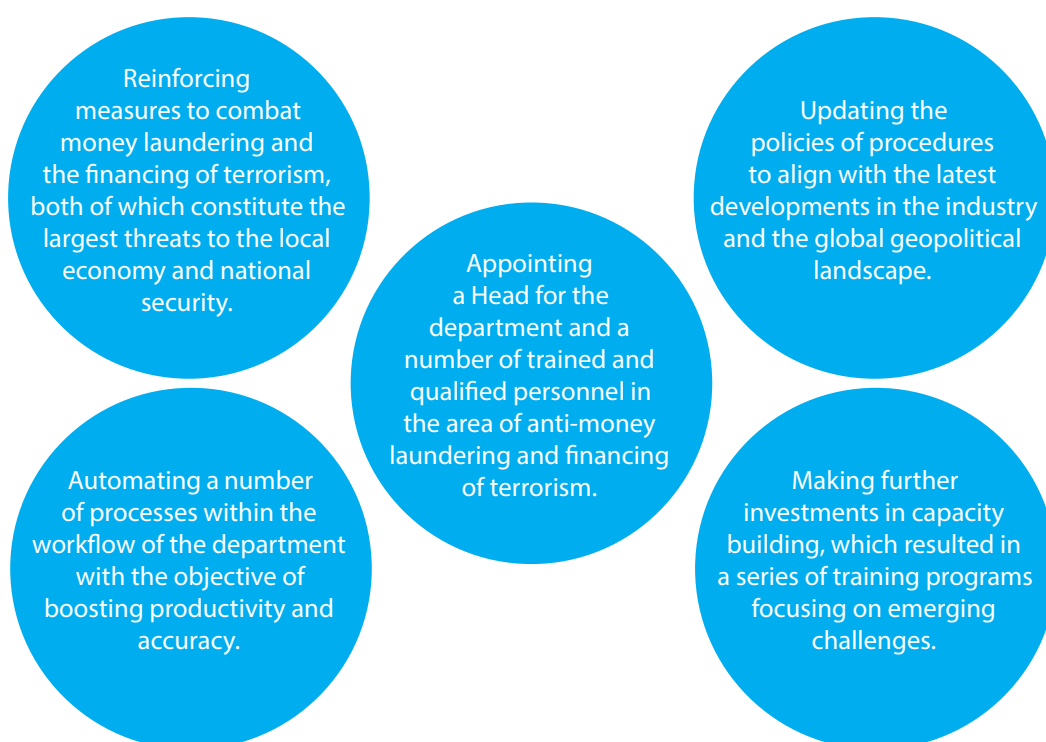 Reinforcing
measures to combat
money laundering and
the financing of terrorism,
both of which constitute the
largest threats to the local
economy and national
security.
Updating the
policies of procedures
to align with the latest
developments in the industry
and the global geopolitical
landscape.
Appointing
a Head for the
department and a
number of trained and
qualified personnel in
the area of anti-money
laundering and financing
of terrorism.
Automating a number
of processes within the
workflow of the department
with the objective of
boosting productivity and
accuracy.
Making further
investments in capacity
building, which resulted in
a series of training programs
focusing on emerging
challenges.